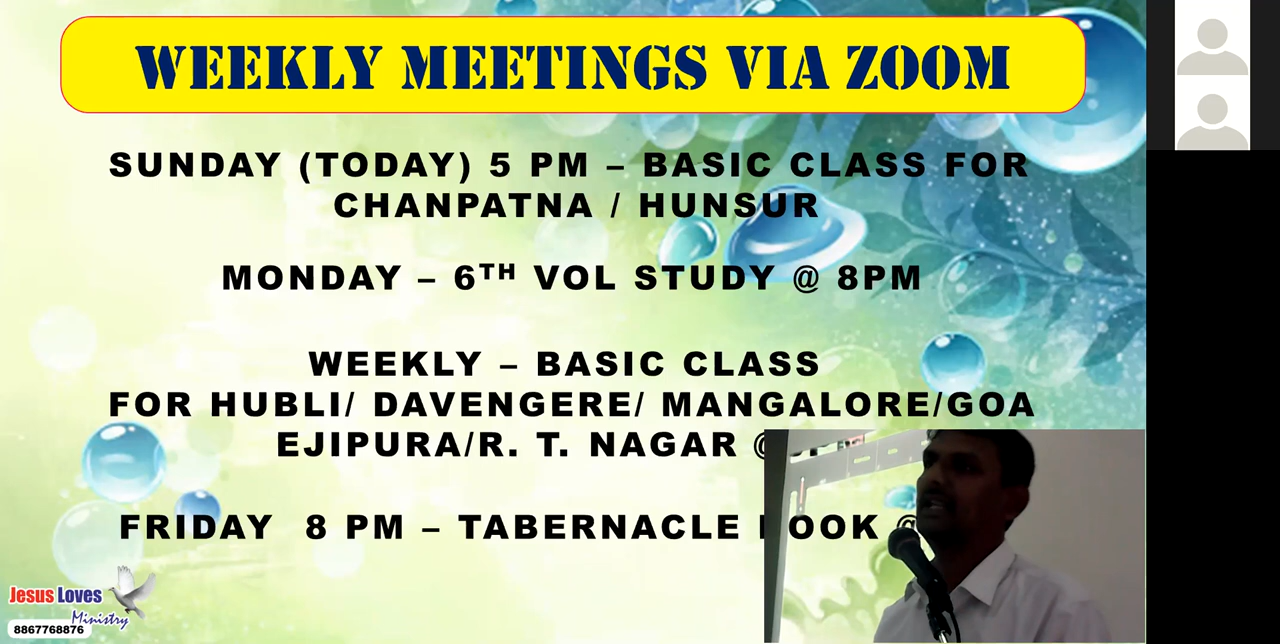 WEEKLY MEETINGS VIA ZOOM
SUNDAY (TODAY) 5 PM – BASIC CLASS FOR
CHANPATNA / HUNSUR
MONDAY – 6TH VOL STUDY @ 8PM
WEEKLY – BASIC CLASS
FOR HUBLI/ DAVENGERE/ MANGALORE/GOA
EJIPURA/R. T. NAGAR @
FRIDAY 8 PM – TABERNACLE @
Jesus Loves
Ministry
8867768876